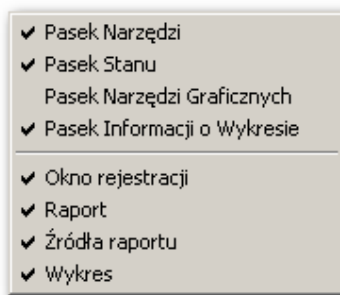 Pasek Narzędzi
Pasek Stanu
Pasek Narzędzi Graficznych
Pasek Informacji o Wykresie
Okno rejestracji
Raport
Źródła raportu
Wykres